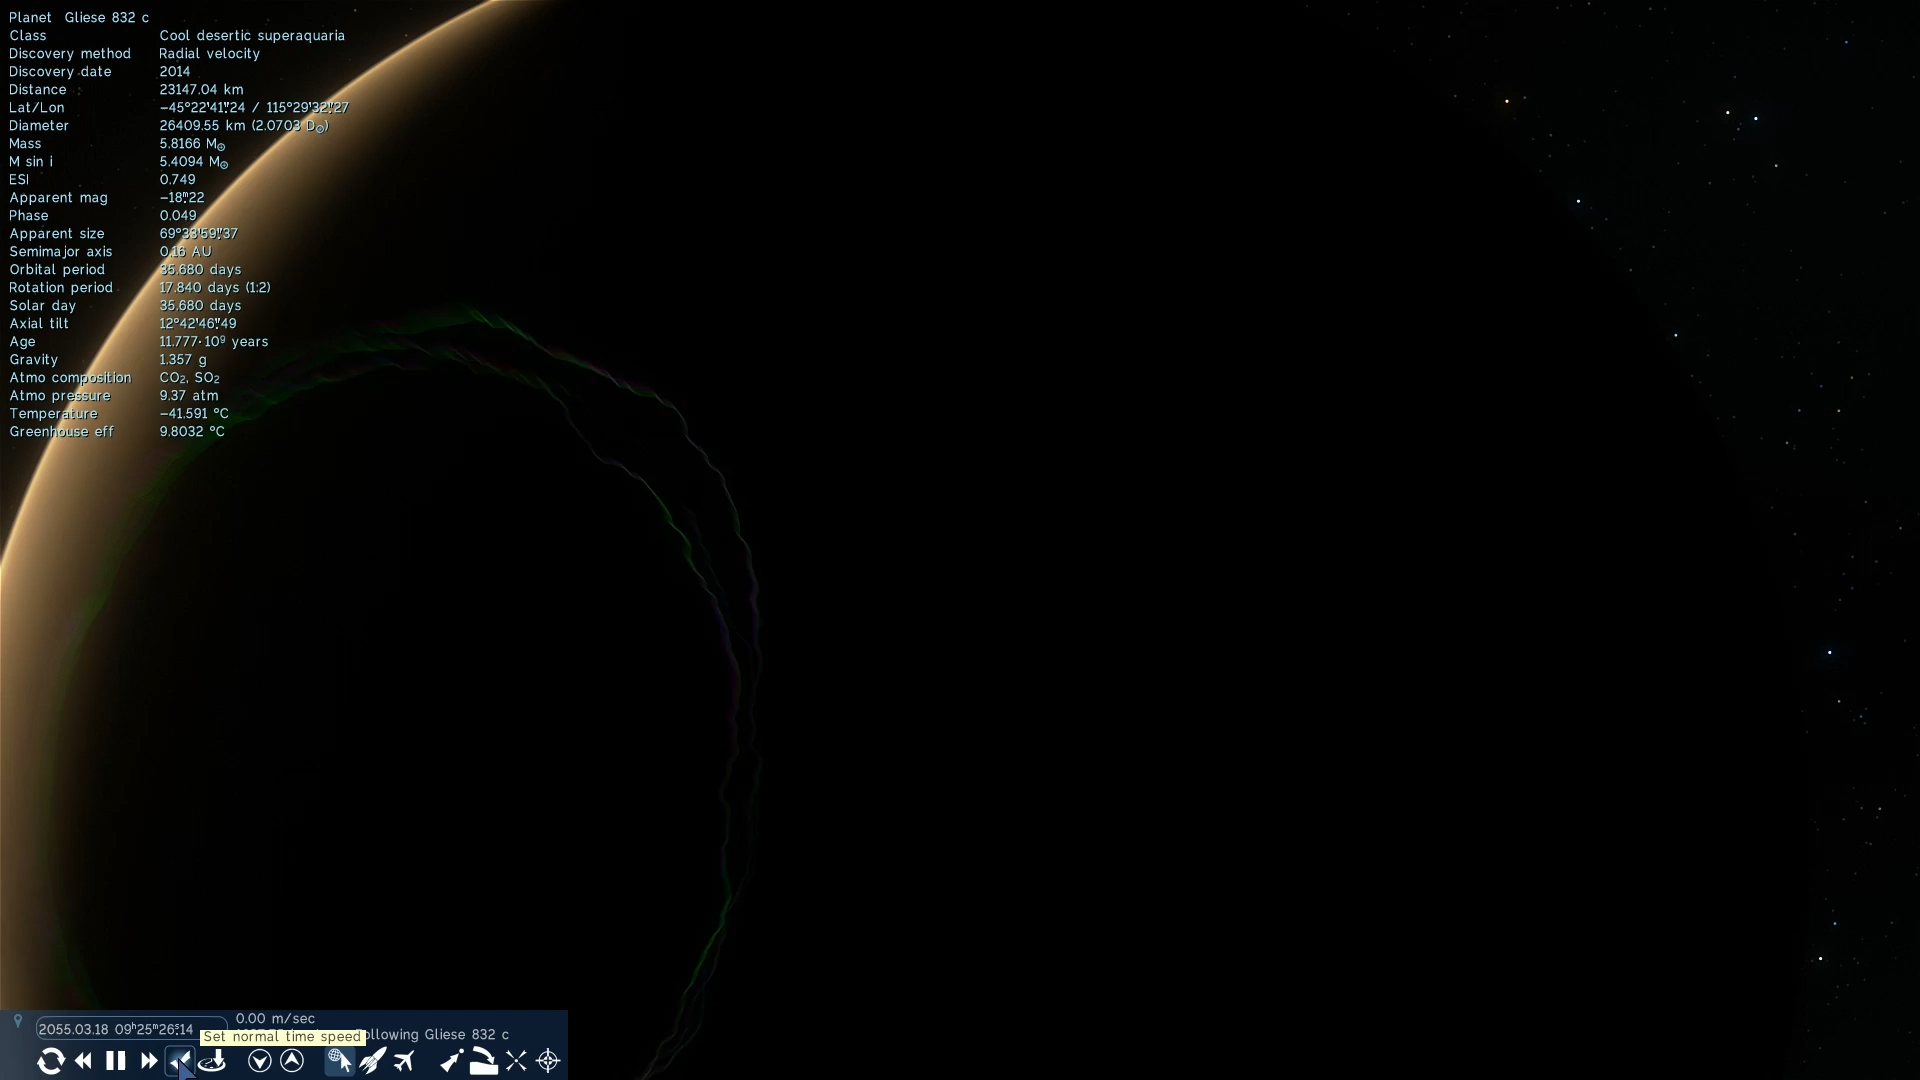 Planet Gliese 832 c
Class Cool desertic superaquaria
Discovery method Radial velocity
Discovery date 2014
Distance 23147.04 km
Lat/Lon −45°22'41"24 / 115°29'32"27
Diameter 26409.55 km (2.0703 D⊕)
Mass 5.8166 M⊕
M sin i 5.4094 M⊕
ESI 0.749
Apparent mag −18ᵐ22
Phase 0.049
Apparent size 69°33'59"37
Semimajor axis 0.16 AU
Orbital period 35.680 days
Rotation period 17.840 days (1:2)
Solar day 35.680 days
Axial tilt 12°42'46"49
Age 11.777·10⁹ years
Gravity 1.357 g
Atmo composition CO₂, SO₂
Atmo pressure 9.37 atm
Temperature −41.591 °C
Greenhouse eff 9.8032 °C
0.00 m/sec
2055.03.18 09ʰ25ᵐ26ˢ14
Set normal time speed
Gliese 832 c